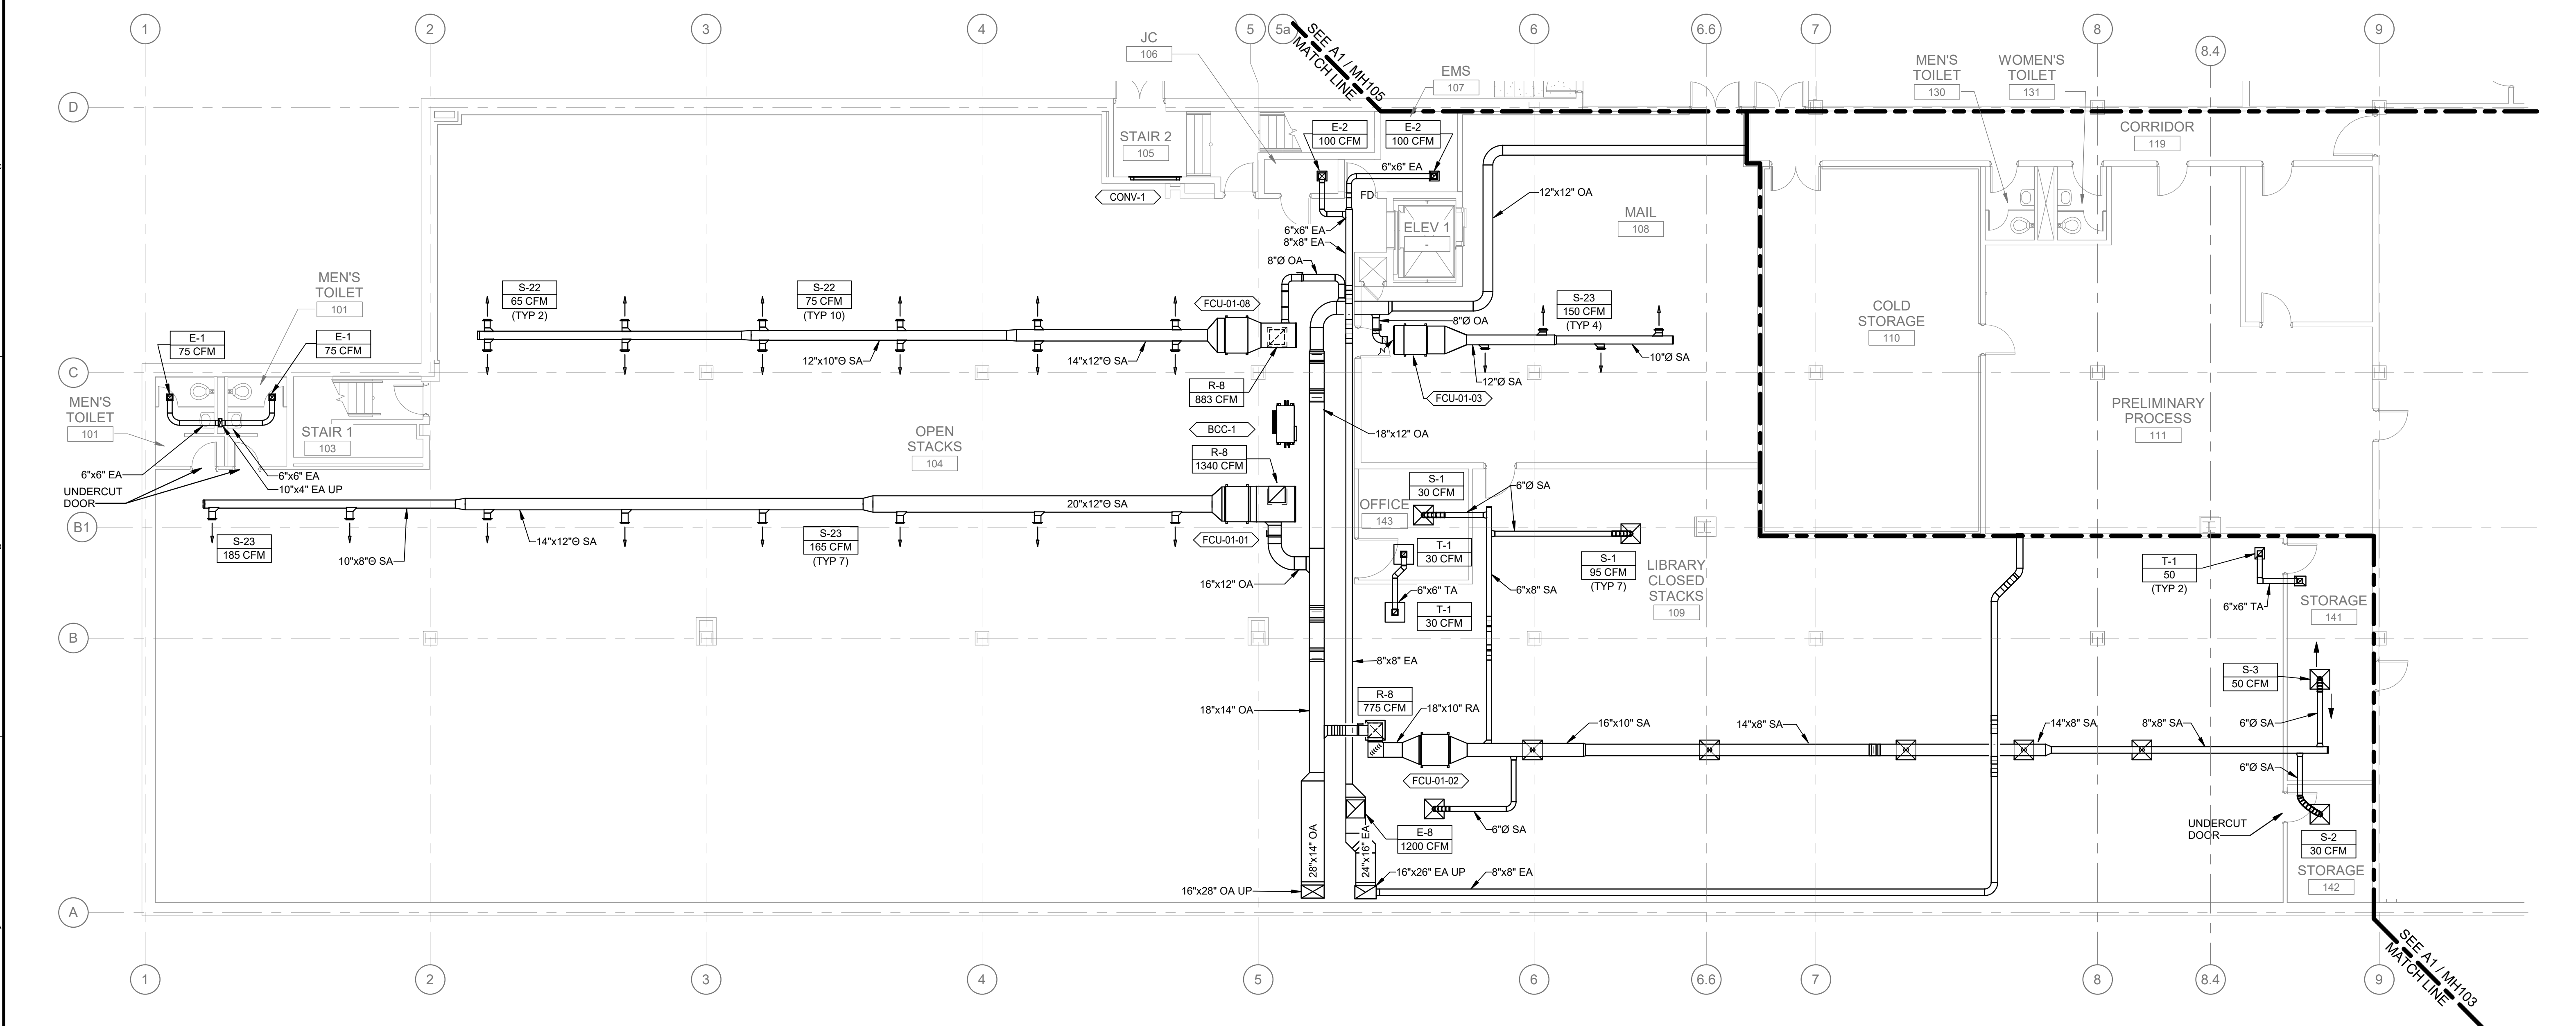 1
2
3
4
5
5a
6
6.6
7
8
8.4
9
SEE A1 / MH105
MATCH LINE
JC
106
EMS
107
MEN'S
TOILET
130
WOMEN'S
TOILET
131
D
STAIR 2
105
E-2
100 CFM
E-2
100 CFM
CORRIDOR
119
6"x6" EA
CONV-1
FD
12"x12" OA
MAIL
108
6"x6" EA
8"x8" EA
ELEV 1
-
8"Ø OA
MEN'S
TOILET
101
S-22
65 CFM
(TYP 2)
S-22
75 CFM
(TYP 10)
FCU-01-08
S-23
150 CFM
(TYP 4)
COLD
STORAGE
110
8"Ø OA
E-1
75 CFM
E-1
75 CFM
12"x10"Θ SA
14"x12"Θ SA
10"Ø SA
C
12"Ø SA
R-8
883 CFM
FCU-01-03
MEN'S
TOILET
101
STAIR 1
103
OPEN
STACKS
104
BCC-1
18"x12" OA
PRELIMINARY
PROCESS
111
6"x6" EA
6"x6" EA
10"x4" EA UP
UNDERCUT
DOOR
R-8
1340 CFM
S-1
30 CFM
6"Ø SA
20"x12"Θ SA
OFFICE
143
B1
S-23
185 CFM
14"x12"Θ SA
10"x8"Θ SA
S-23
165 CFM
(TYP 7)
FCU-01-01
16"x12" OA
T-1
30 CFM
6"x6" TA
T-1
30 CFM
6"x8" SA
S-1
95 CFM
(TYP 7)
LIBRARY
CLOSED
STACKS
109
T-1
50
(TYP 2)
6"x6" TA
STORAGE
141
B
8"x8" EA
S-3
50 CFM
R-8
775 CFM
18"x14" OA
18"x10" RA
16"x10" SA
14"x8" SA
14"x8" SA
8"x8" SA
6"Ø SA
FCU-01-02
6"Ø SA
6"Ø SA
UNDERCUT
DOOR
E-8
1200 CFM
S-2
30 CFM
28"x14" OA
24"x16" EA
16"x28" OA UP
16"x26" EA UP
8"x8" EA
STORAGE
142
A
SEE A1 / MH103
MATCH LINE
1
2
3
4
5
6
6.6
7
8
8.4
9